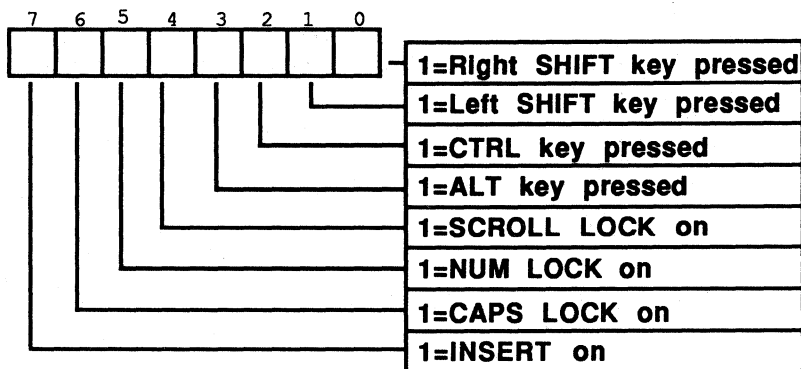 7 6 5 4 3 2 1 0
1=Right SHIFT key pressed
1=Left SHIFT key pressed
1=CTRL key pressed
1=ALT key pressed
1=SCROLL LOCK on
1=NUM LOCK on
1=CAPS LOCK on
1=INSERT on